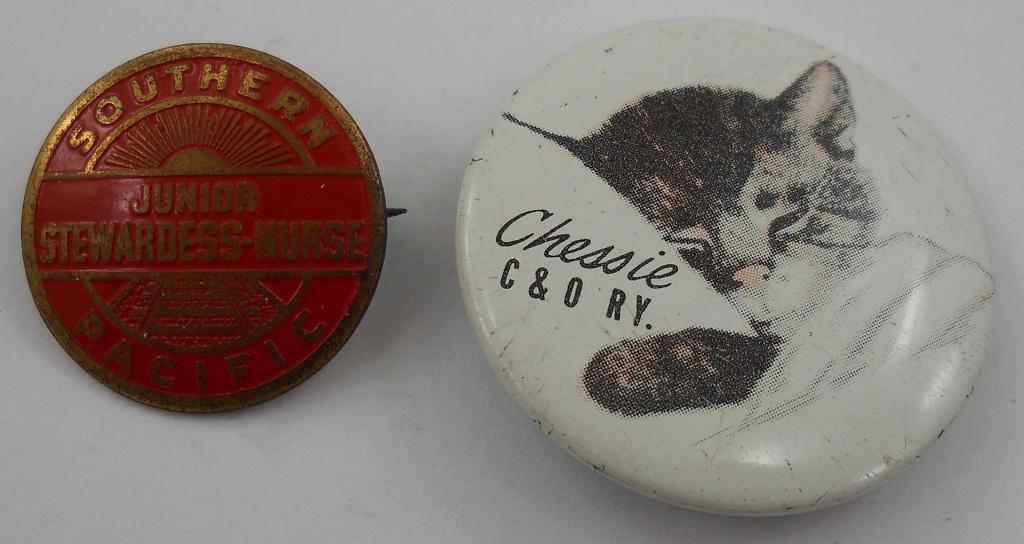 SOUTHERN
JUNIOR
STEWARDESS-NURSE
PACIFIC
Chessie
C & O RY.